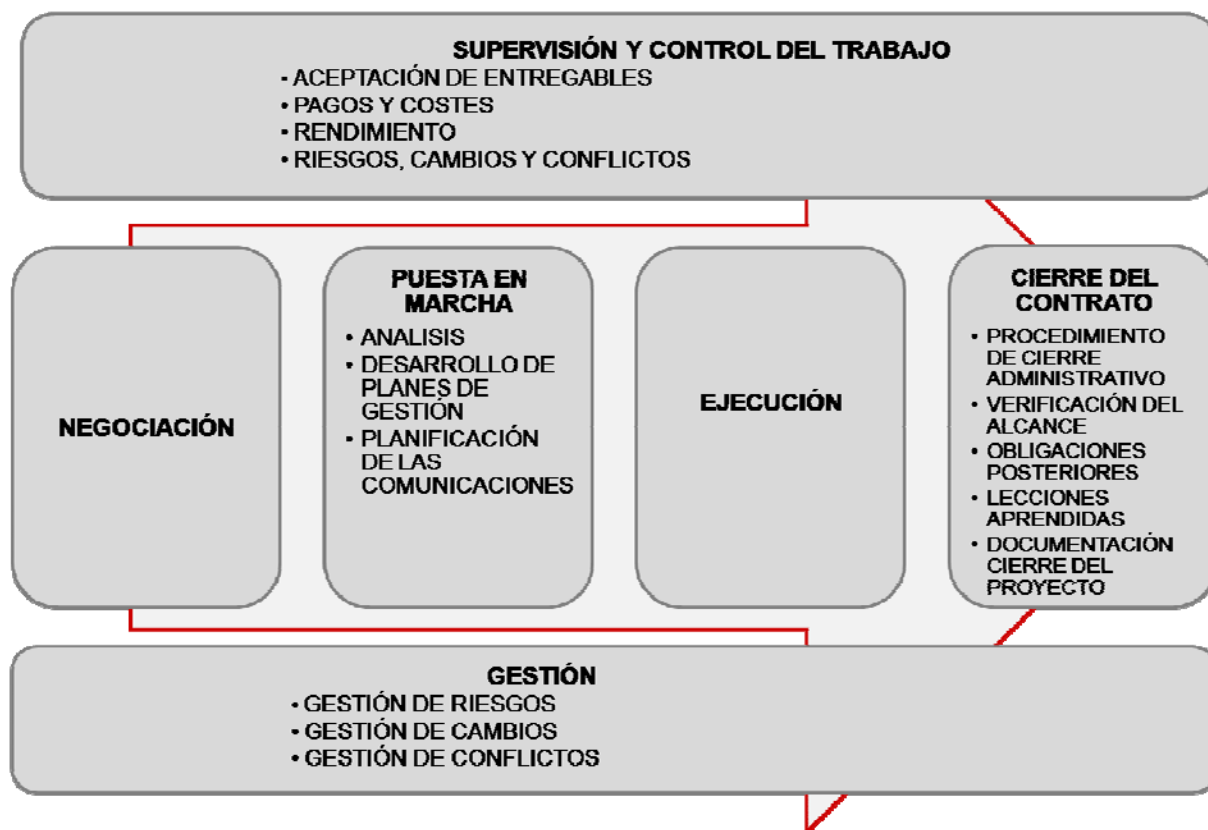 SUPERVISIÓN Y CONTROL DEL TRABAJO
• ACEPTACIÓN DE ENTREGABLES
• PAGOS Y COSTES
• RENDIMIENTO
• RIESGOS, CAMBIOS Y CONFLICTOS
NEGOCIACIÓN
PUESTA EN
MARCHA
• ANALISIS
• DESARROLLO DE
PLANES DE
GESTIÓN
• PLANIFICACIÓN
DE LAS
COMUNICACIONES
EJECUCIÓN
CIERRE DEL
CONTRATO
• PROCEDIMIENTO
DE CIERRE
ADMINISTRATIVO
• VERIFICACIÓN DEL
ALCANCE
• OBLIGACIONES
POSTERIORES
• LECCIONES
APRENDIDAS
• DOCUMENTACIÓN
CIERRE DEL
PROYECTO
GESTIÓN
• GESTIÓN DE RIESGOS
• GESTIÓN DE CAMBIOS
• GESTIÓN DE CONFLICTOS